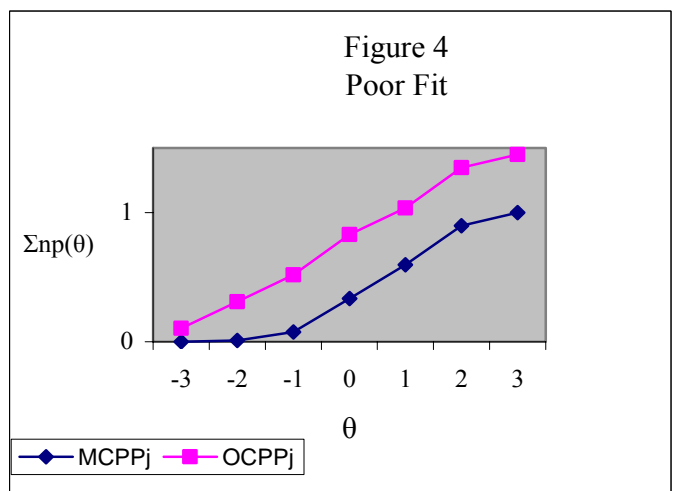 Figure 4
Poor Fit
1
Σnp(θ)
0
-3 -2 -1 0 1 2 3
θ
MCPPj OCPPj